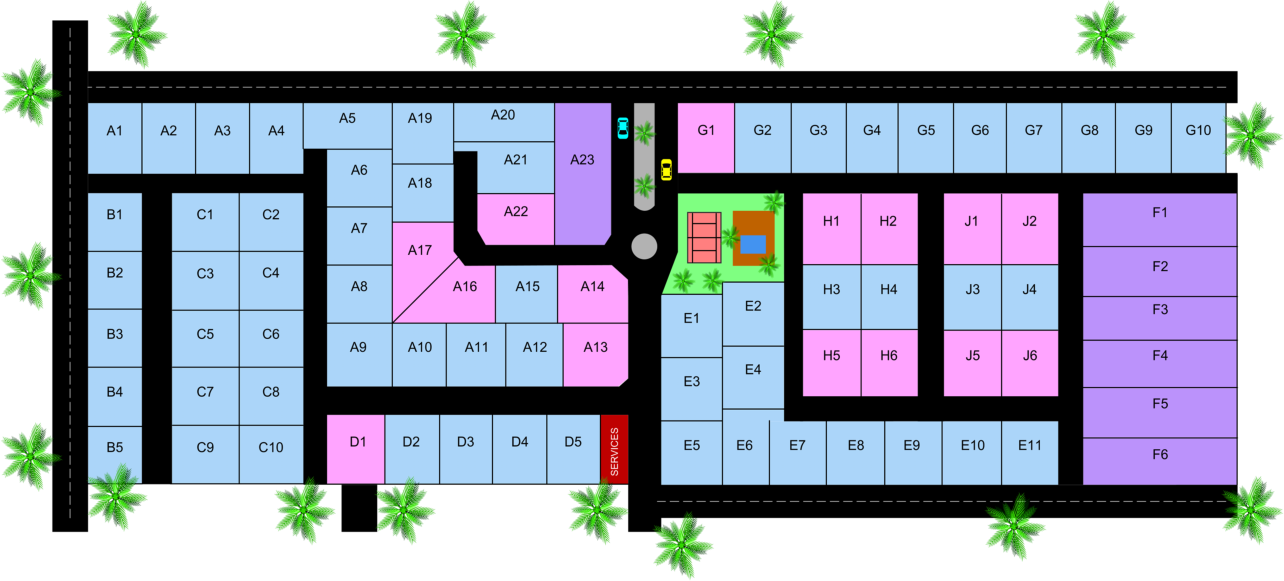 A1 A2 A3 A4 A5 A19 A20 A23 G1 G2 G3 G4 G5 G6 G7 G8 G9 G10
A6 A18 A21
A22
B1 C1 C2 A7 A17 H1 H2 J1 J2 F1
B2 C3 C4 A8 A16 A15 A14 H3 H4 J3 J4 F2
B3 C5 C6 A9 A10 A11 A12 A13 E1 E2 H5 H6 J5 J6 F3
B4 C7 C8 E3 E4 F4
F5
B5 C9 C10 D1 D2 D3 D4 D5 SERVICES E5 E6 E7 E8 E9 E10 E11 F6